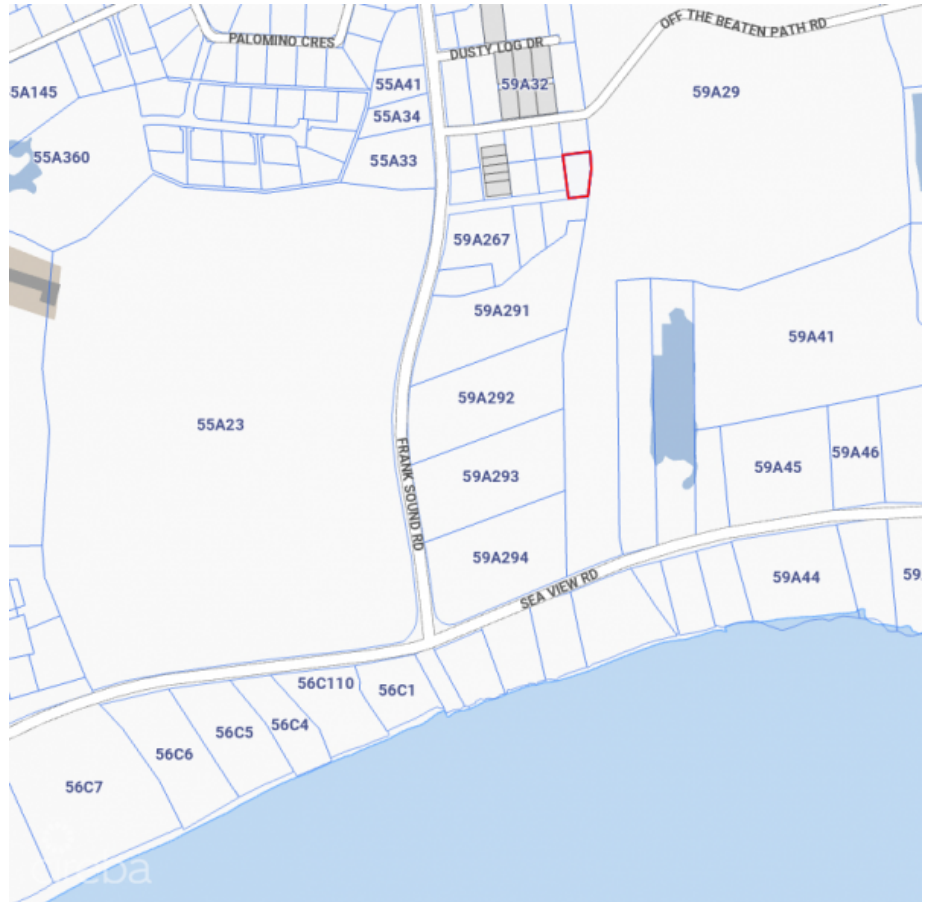 OFF THE BEATEN PATH RD
PALOMINO CRES
DUSTY LOG DR
55A41
59A32
59A29
5A145
55A34
55A360
55A33
59A267
59A291
59A41
59A292
55A23
59A46
59A45
59A293
FRANK SOUND RD
59A294
SEA VIEW RD
59A44
59
56C110
56C1
56C4
56C5
56C6
56C7